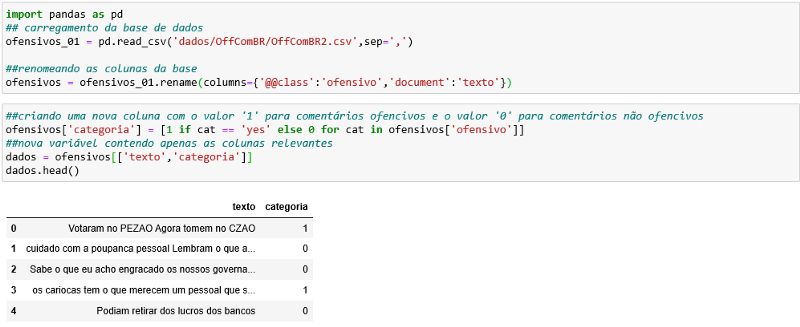 import pandas as pd
## carregamento da base de dados
ofensivos_01 = pd.read_csv('dados/OffComBR/OffComBR2.csv',sep=',')
##renomeando as colunas da base
ofensivos = ofensivos_01.rename(columns={'@@class':'ofensivo','document':'texto'})
##criando uma nova coluna com o valor '1' para comentários ofencivos e o valor '0' para comentários não ofencivos
ofensivos['categoria'] = [1 if cat == 'yes' else 0 for cat in ofensivos['ofensivo']]
##nova variável contendo apenas as colunas relevantes
dados = ofensivos[['texto','categoria']]
dados.head()
texto categoria
0 Votaram no PEZAO Agora tomem no CZAO 1
1 cuidado com a poupanca pessoal Lembram o que a... 0
2 Sabe o que eu acho engracado os nossos governa... 0
3 os cariocas tem o que merecem um pessoal que s... 1
4 Podiam retirar dos lucros dos bancos 0